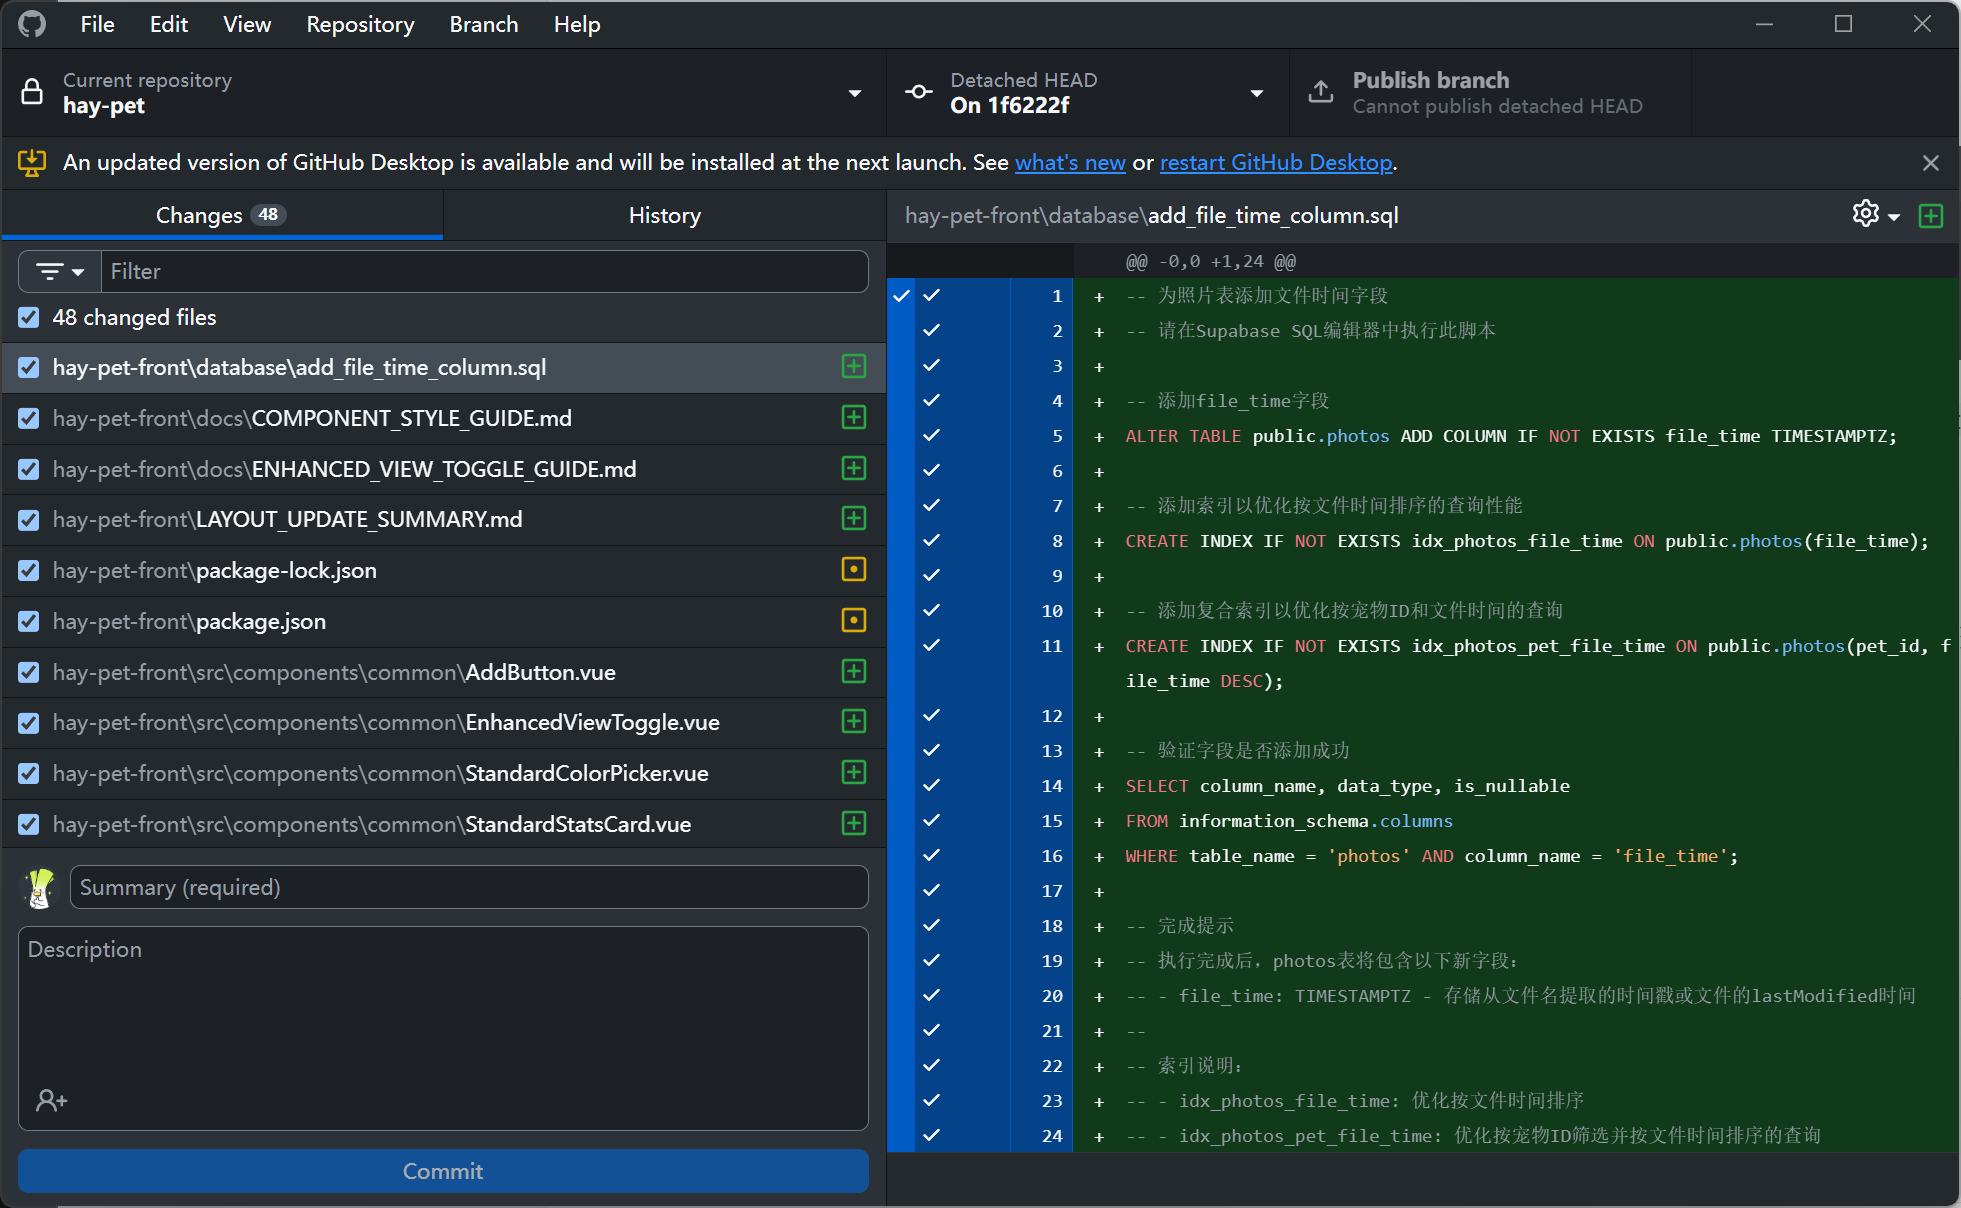 File Edit View Repository Branch Help
Current repository
hay-pet
Detached HEAD
On 1f6222f
Publish branch
Cannot publish detached HEAD
An updated version of GitHub Desktop is available and will be installed at the next launch. See what's new or restart GitHub Desktop.
Changes 48
History
Filter
48 changed files
hay-pet-front\database\add_file_time_column.sql
hay-pet-front\docs\COMPONENT_STYLE_GUIDE.md
hay-pet-front\docs\ENHANCED_VIEW_TOGGLE_GUIDE.md
hay-pet-front\LAYOUT_UPDATE_SUMMARY.md
hay-pet-front\package-lock.json
hay-pet-front\package.json
hay-pet-front\src\components\common\AddButton.vue
hay-pet-front\src\components\common\EnhancedViewToggle.vue
hay-pet-front\src\components\common\StandardColorPicker.vue
hay-pet-front\src\components\common\StandardStatsCard.vue
Summary (required)
Description
Commit
hay-pet-front\database\add_file_time_column.sql
@@ -0,0 +1,24 @@
1 + -- 为照片表添加文件时间字段
2 + -- 请在Supabase SQL编辑器中执行此脚本
3 +
4 + -- 添加file_time字段
5 + ALTER TABLE public.photos ADD COLUMN IF NOT EXISTS file_time TIMESTAMPTZ;
6 +
7 + -- 添加索引以优化按文件时间排序的查询性能
8 + CREATE INDEX IF NOT EXISTS idx_photos_file_time ON public.photos(file_time);
9 +
10 + -- 添加复合索引以优化按宠物ID和文件时间的查询
11 + CREATE INDEX IF NOT EXISTS idx_photos_pet_file_time ON public.photos(pet_id, f
ile_time DESC);
12 +
13 + -- 验证字段是否添加成功
14 + SELECT column_name, data_type, is_nullable
15 + FROM information_schema.columns
16 + WHERE table_name = 'photos' AND column_name = 'file_time';
17 +
18 + -- 完成提示
19 + -- 执行完成后，photos表将包含以下新字段：
20 + -- - file_time: TIMESTAMPTZ - 存储从文件名提取的时间戳或文件的lastModified时间
21 + --
22 + -- 索引说明：
23 + -- - idx_photos_file_time: 优化按文件时间排序
24 + -- - idx_photos_pet_file_time: 优化按宠物ID筛选并按文件时间排序的查询